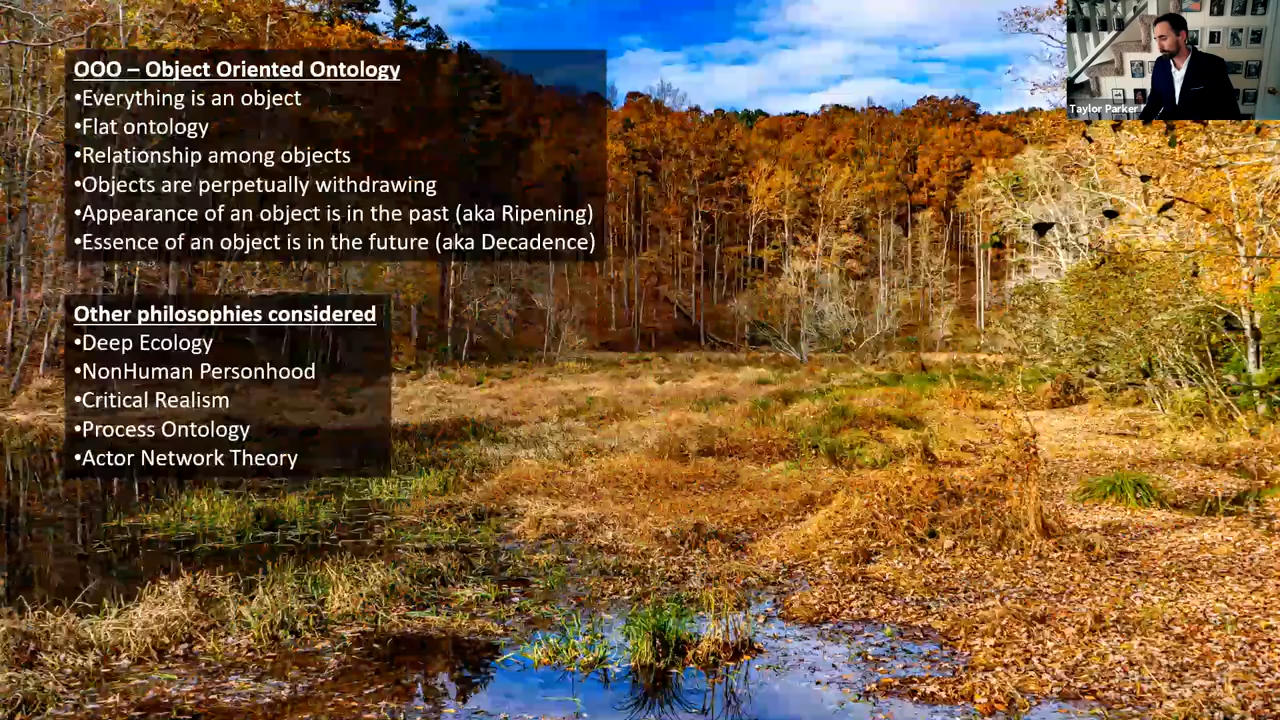 OOO – Object Oriented Ontology
•Everything is an object
•Flat ontology
•Relationship among objects
•Objects are perpetually withdrawing
•Appearance of an object is in the past (aka Ripening)
•Essence of an object is in the future (aka Decadence)
Other philosophies considered
•Deep Ecology
•NonHuman Personhood
•Critical Realism
•Process Ontology
•Actor Network Theory
Taylor Parker